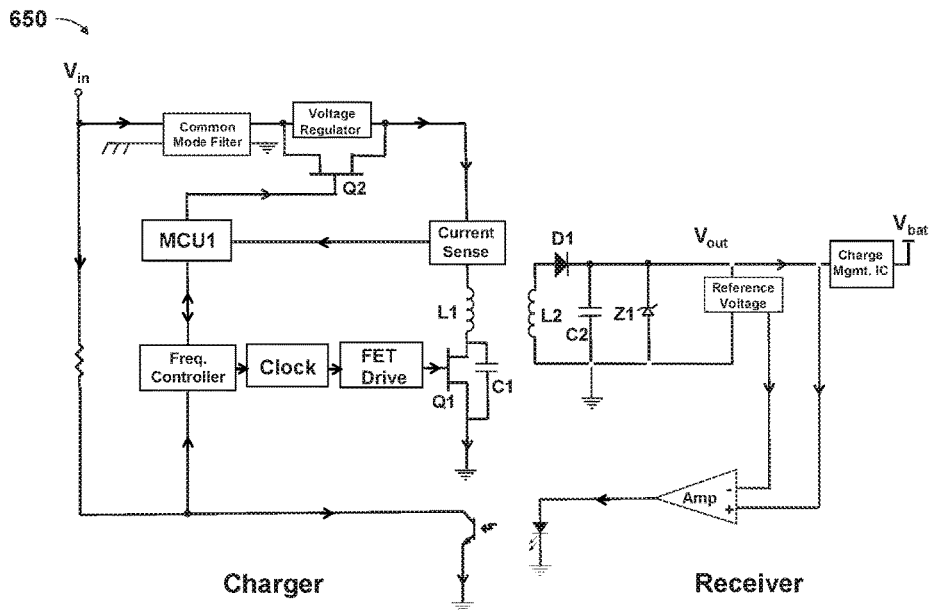 650
Vin
Common
Mode Filter
Voltage
Regulator
Q2
MCU1
Current
Sense
L1
Freq.
Controller
Clock
FET
Drive
Q1
C1
D1
Vout
Vbat
Charge
Mgmt. IC
Reference
Voltage
L2
C2
Z1
Amp
-
+
Charger
Receiver